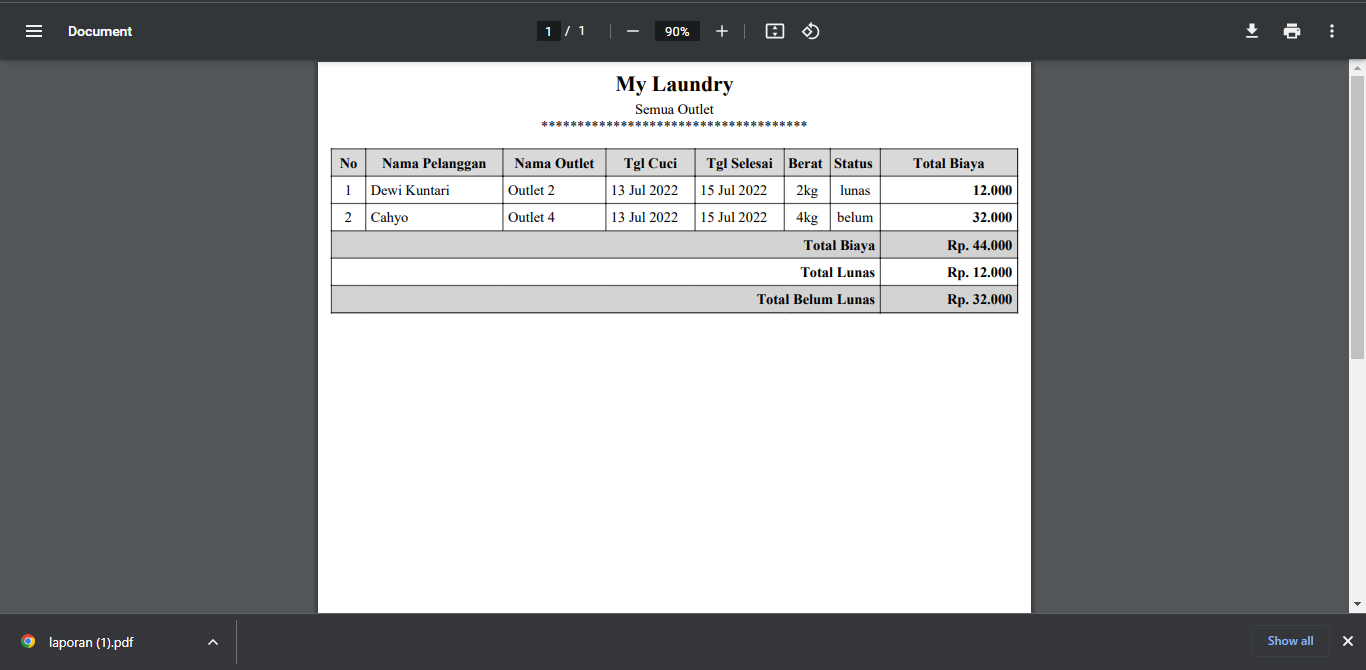 Document
1 / 1
90%
My Laundry
Semua Outlet
*************************************
No Nama Pelanggan Nama Outlet Tgl Cuci Tgl Selesai Berat Status Total Biaya
1 Dewi Kuntari Outlet 2 13 Jul 2022 15 Jul 2022 2kg lunas 12.000
2 Cahyo Outlet 4 13 Jul 2022 15 Jul 2022 4kg belum 32.000
Total Biaya Rp. 44.000
Total Lunas Rp. 12.000
Total Belum Lunas Rp. 32.000
laporan (1).pdf
Show all